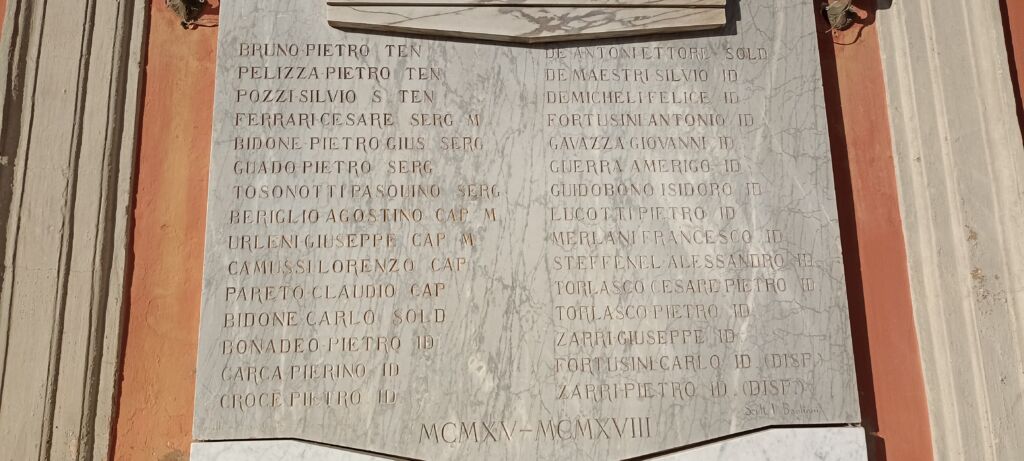 BRUNO PIETRO TEN
PELIZZA PIETRO TEN
POZZI SILVIO S. TEN
FERRARI CESARE SERG M
BIDONE PIETRO GIUS SERG
GUADO PIETRO SERG
TOSONOTTI PASQUINO SERG
BERIGLIO AGOSTINO CAP M
URLENI GIUSEPPE CAP M
CAMUSSI LORENZO CAP
PARETO CLAUDIO CAP
BIDONE CARLO SOLD
BONADEO PIETRO ID
CARCA PIERINO ID
CROCE PIETRO ID
DE ANTONI ETTORE SOLD
DE MAESTRI SILVIO ID
DEMICHELI FELICE ID
FORTUSINI ANTONIO ID
GAVAZZA GIOVANNI ID
GUERRA AMERIGO ID
GUIDOBONO ISIDORO ID
LUCOTTI PIETRO ID
MERLANI FRANCESCO ID
STEFFENEL ALESSANDRO ID
TORLASCO CESARE PIETRO ID
TORLASCO PIETRO ID
ZARRI GIUSEPPE ID
FORTUSINI CARLO ID (DISP.)
ZARRI PIETRO ID (DISP.)
MCMXV–MCMXVIII